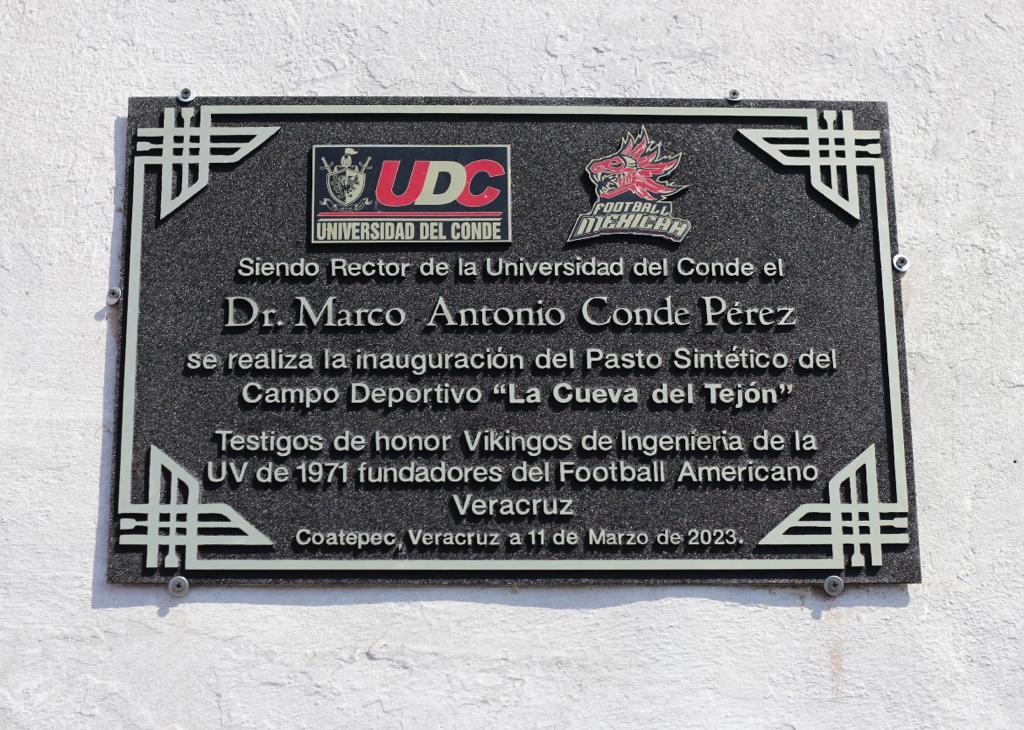 UDC
UNIVERSIDAD DEL CONDE
FOOTBALL
MEXICAH
Siendo Rector de la Universidad del Conde el
Dr. Marco Antonio Conde Pérez
se realiza la inauguración del Pasto Sintético del
Campo Deportivo “La Cueva del Tejón”
Testigos de honor Vikingos de Ingenieria de la
UV de 1971 fundadores del Football Americano
Veracruz
Coatepec, Veracruz a 11 de Marzo de 2023.